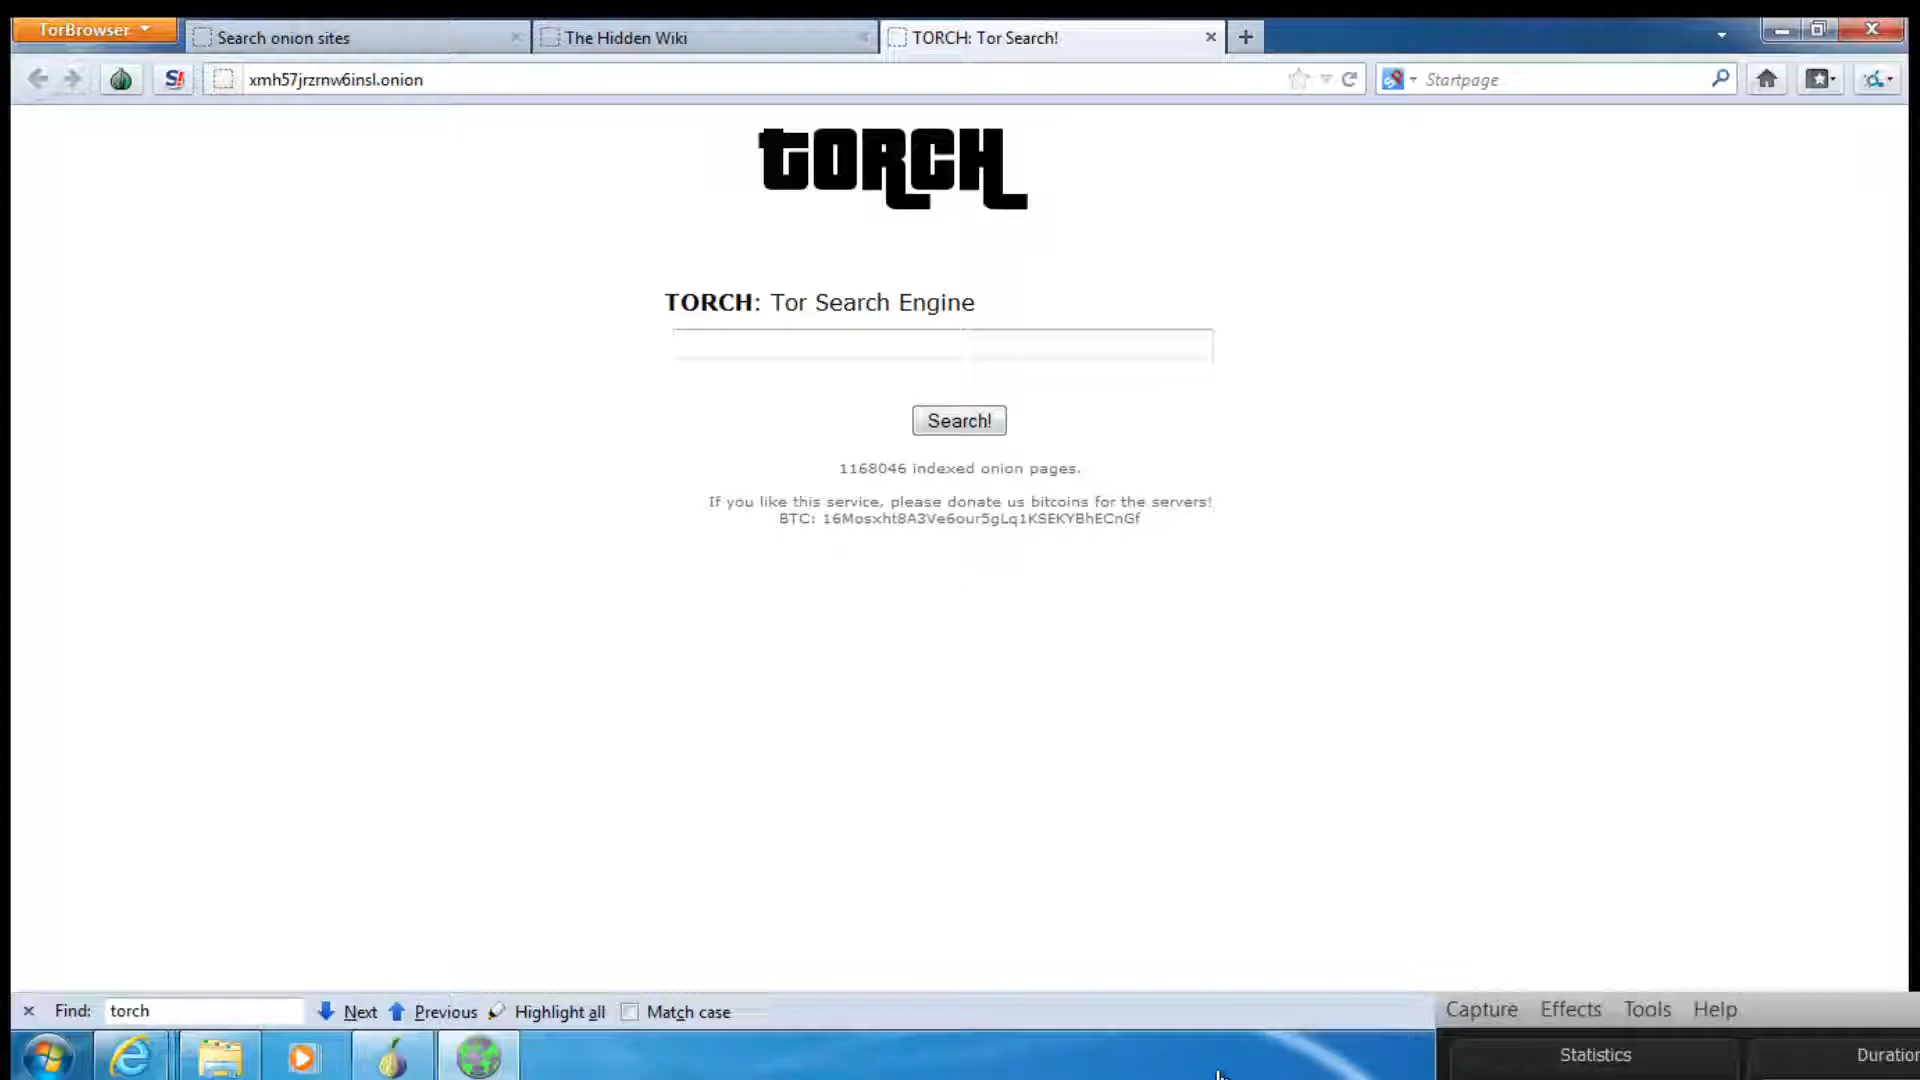 TorBrowser
Search onion sites
The Hidden Wiki
TORCH: Tor Search!
xmh57jrzrnw6insl.onion
Startpage
TORCH
TORCH: Tor Search Engine
Search!
1168046 indexed onion pages.
If you like this service, please donate us bitcoins for the servers!
BTC: 16Mosxht8A3Ve6our5gLq1KSEKYBhECnGf
Find: torch Next Previous Highlight all Match case
Capture Effects Tools Help
Statistics
Duration